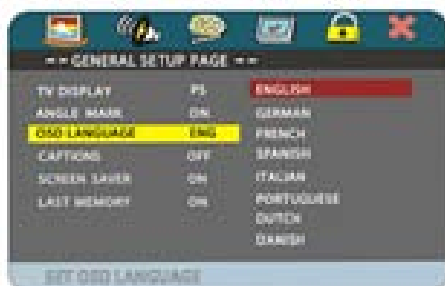 -- GENERAL SETUP PAGE --
TV DISPLAY PS
ANGLE MARK ON
OSD LANGUAGE ENG
CAPTIONS OFF
SCREEN SAVER ON
LAST MEMORY ON
ENGLISH
GERMAN
FRENCH
SPANISH
ITALIAN
PORTUGUESE
DUTCH
DANISH
SET OSD LANGUAGE